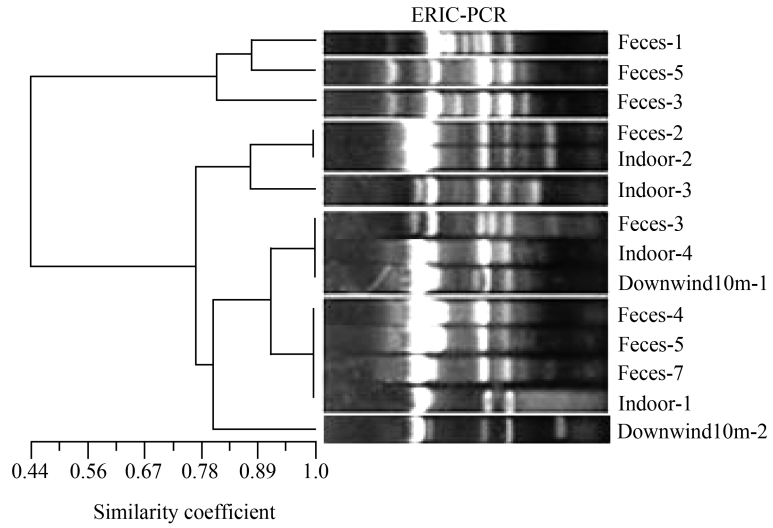 ERIC-PCR
Feces-1
Feces-5
Feces-3
Feces-2
Indoor-2
Indoor-3
Feces-3
Indoor-4
Downwind10m-1
Feces-4
Feces-5
Feces-7
Indoor-1
Downwind10m-2
0.44 0.56 0.67 0.78 0.89 1.0
Similarity coefficient